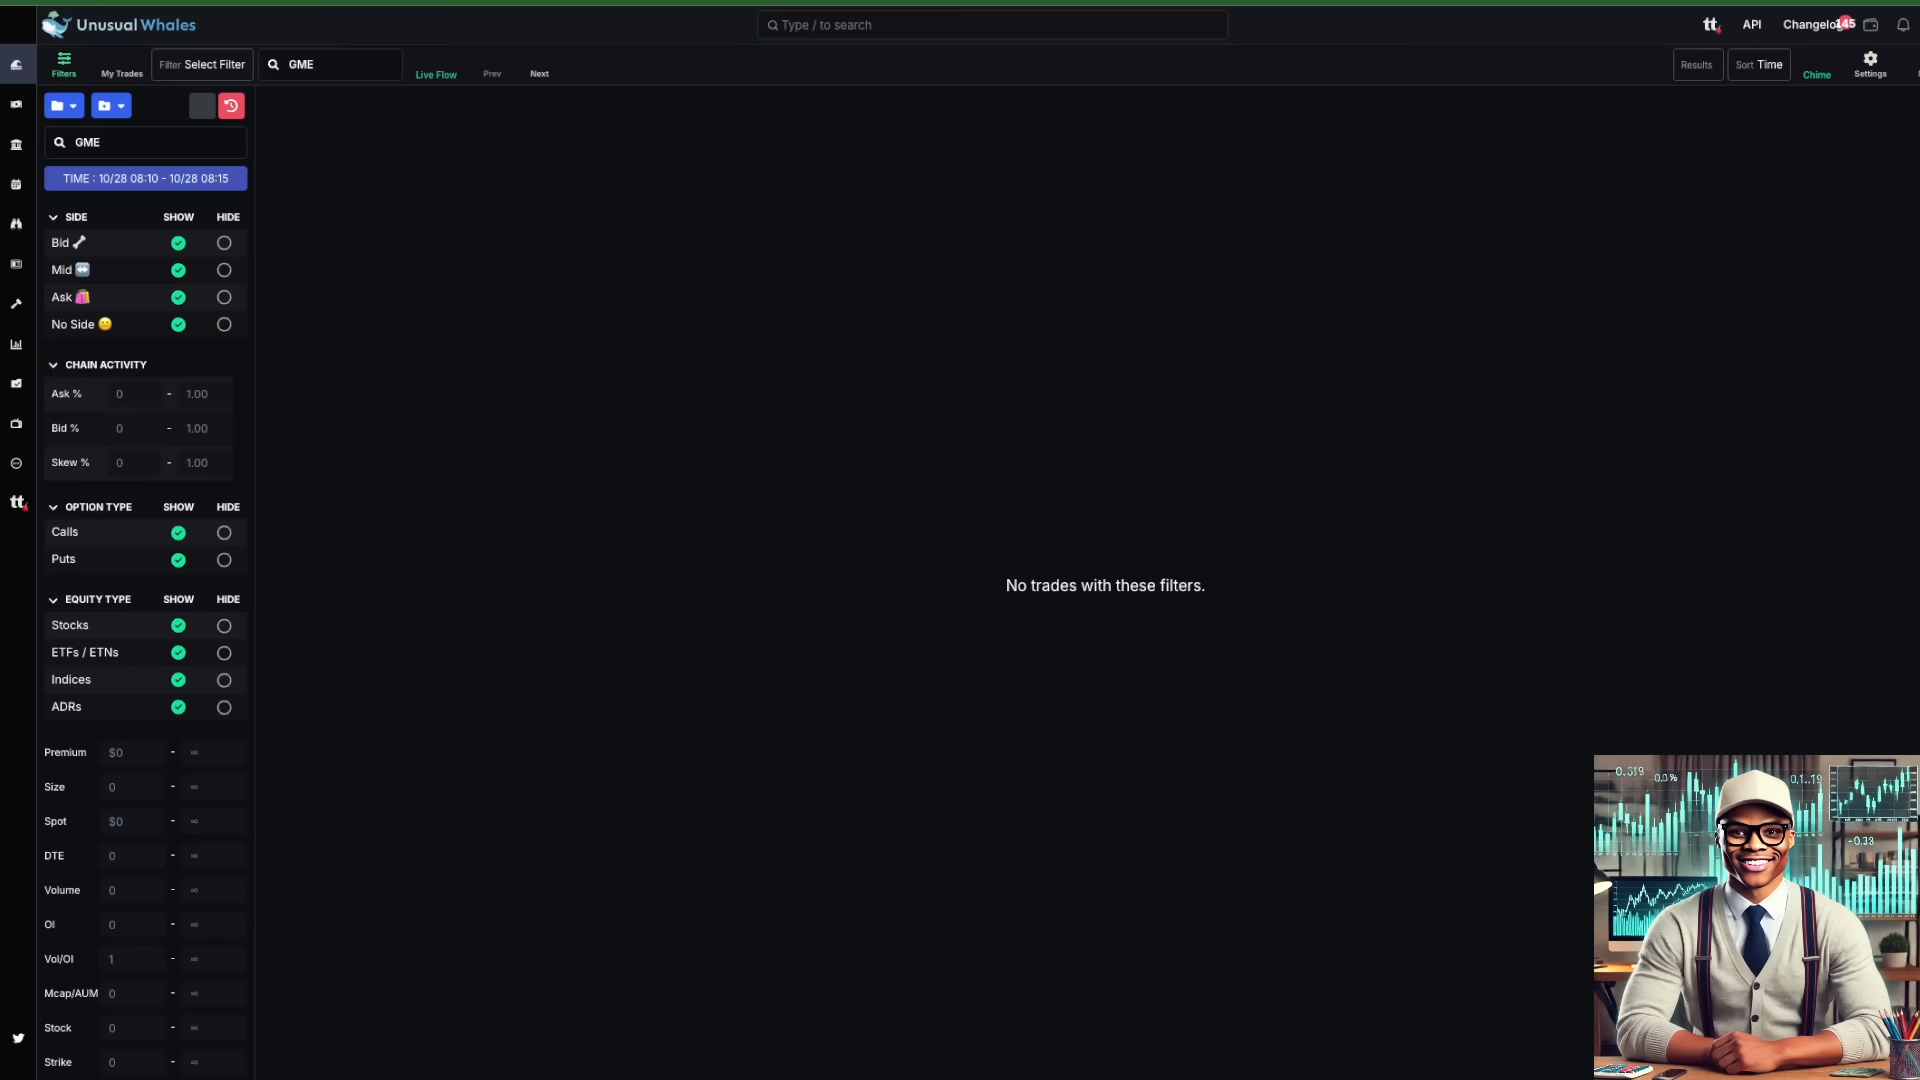 Unusual Whales
Type / to search
tt
API
Changelo
145
Filters
My Trades
Filter Select Filter
GME
Live Flow
Prev
Next
Results
Sort Time
Chime
Settings
GME
TIME : 10/28 08:10 - 10/28 08:15
SIDE SHOW HIDE
Bid
Mid
Ask
No Side
CHAIN ACTIVITY
Ask % 0 - 1.00
Bid % 0 - 1.00
Skew % 0 - 1.00
tt
OPTION TYPE SHOW HIDE
Calls
Puts
EQUITY TYPE SHOW HIDE
Stocks
ETFs / ETNs
Indices
ADRs
No trades with these filters.
Premium $0 - ∞
Size 0 - ∞
Spot $0 - ∞
DTE 0 - ∞
Volume 0 - ∞
OI 0 - ∞
Vol/OI 1 - ∞
Mcap/AUM 0 - ∞
Stock 0 - ∞
Strike 0 - ∞